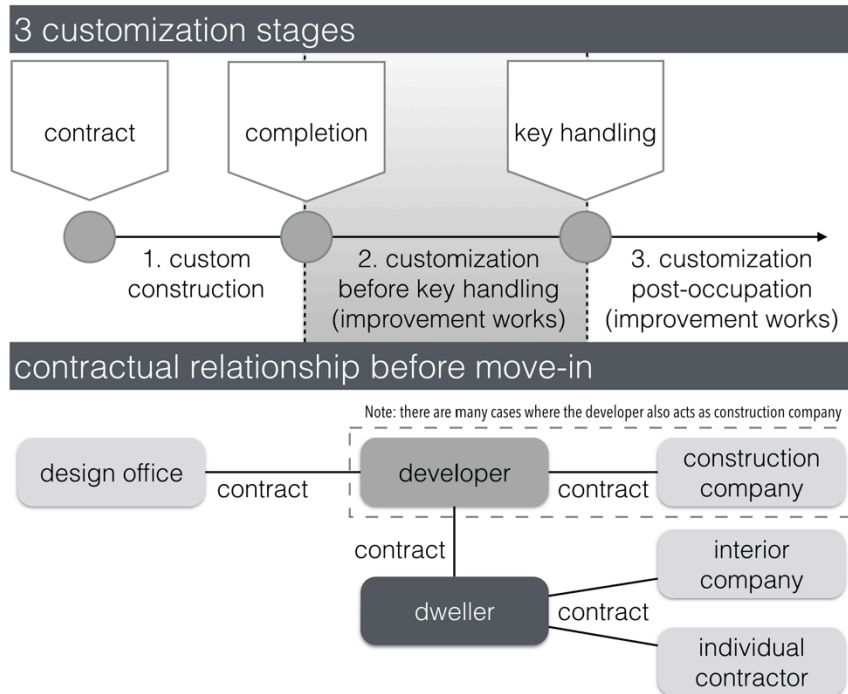 3 customization stages
contract
completion
key handling
1. custom
construction
2. customization
before key handling
(improvement works)
3. customization
post-occupation
(improvement works)
contractual relationship before move-in
Note: there are many cases where the developer also acts as construction company
design office
contract
developer
contract
construction
company
contract
interior
company
dweller
contract
individual
contractor